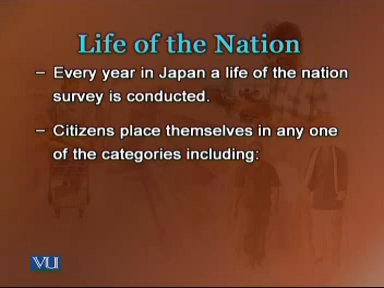 Life of the Nation
– Every year in Japan a life of the nation
survey is conducted.
– Citizens place themselves in any one
of the categories including:
VU